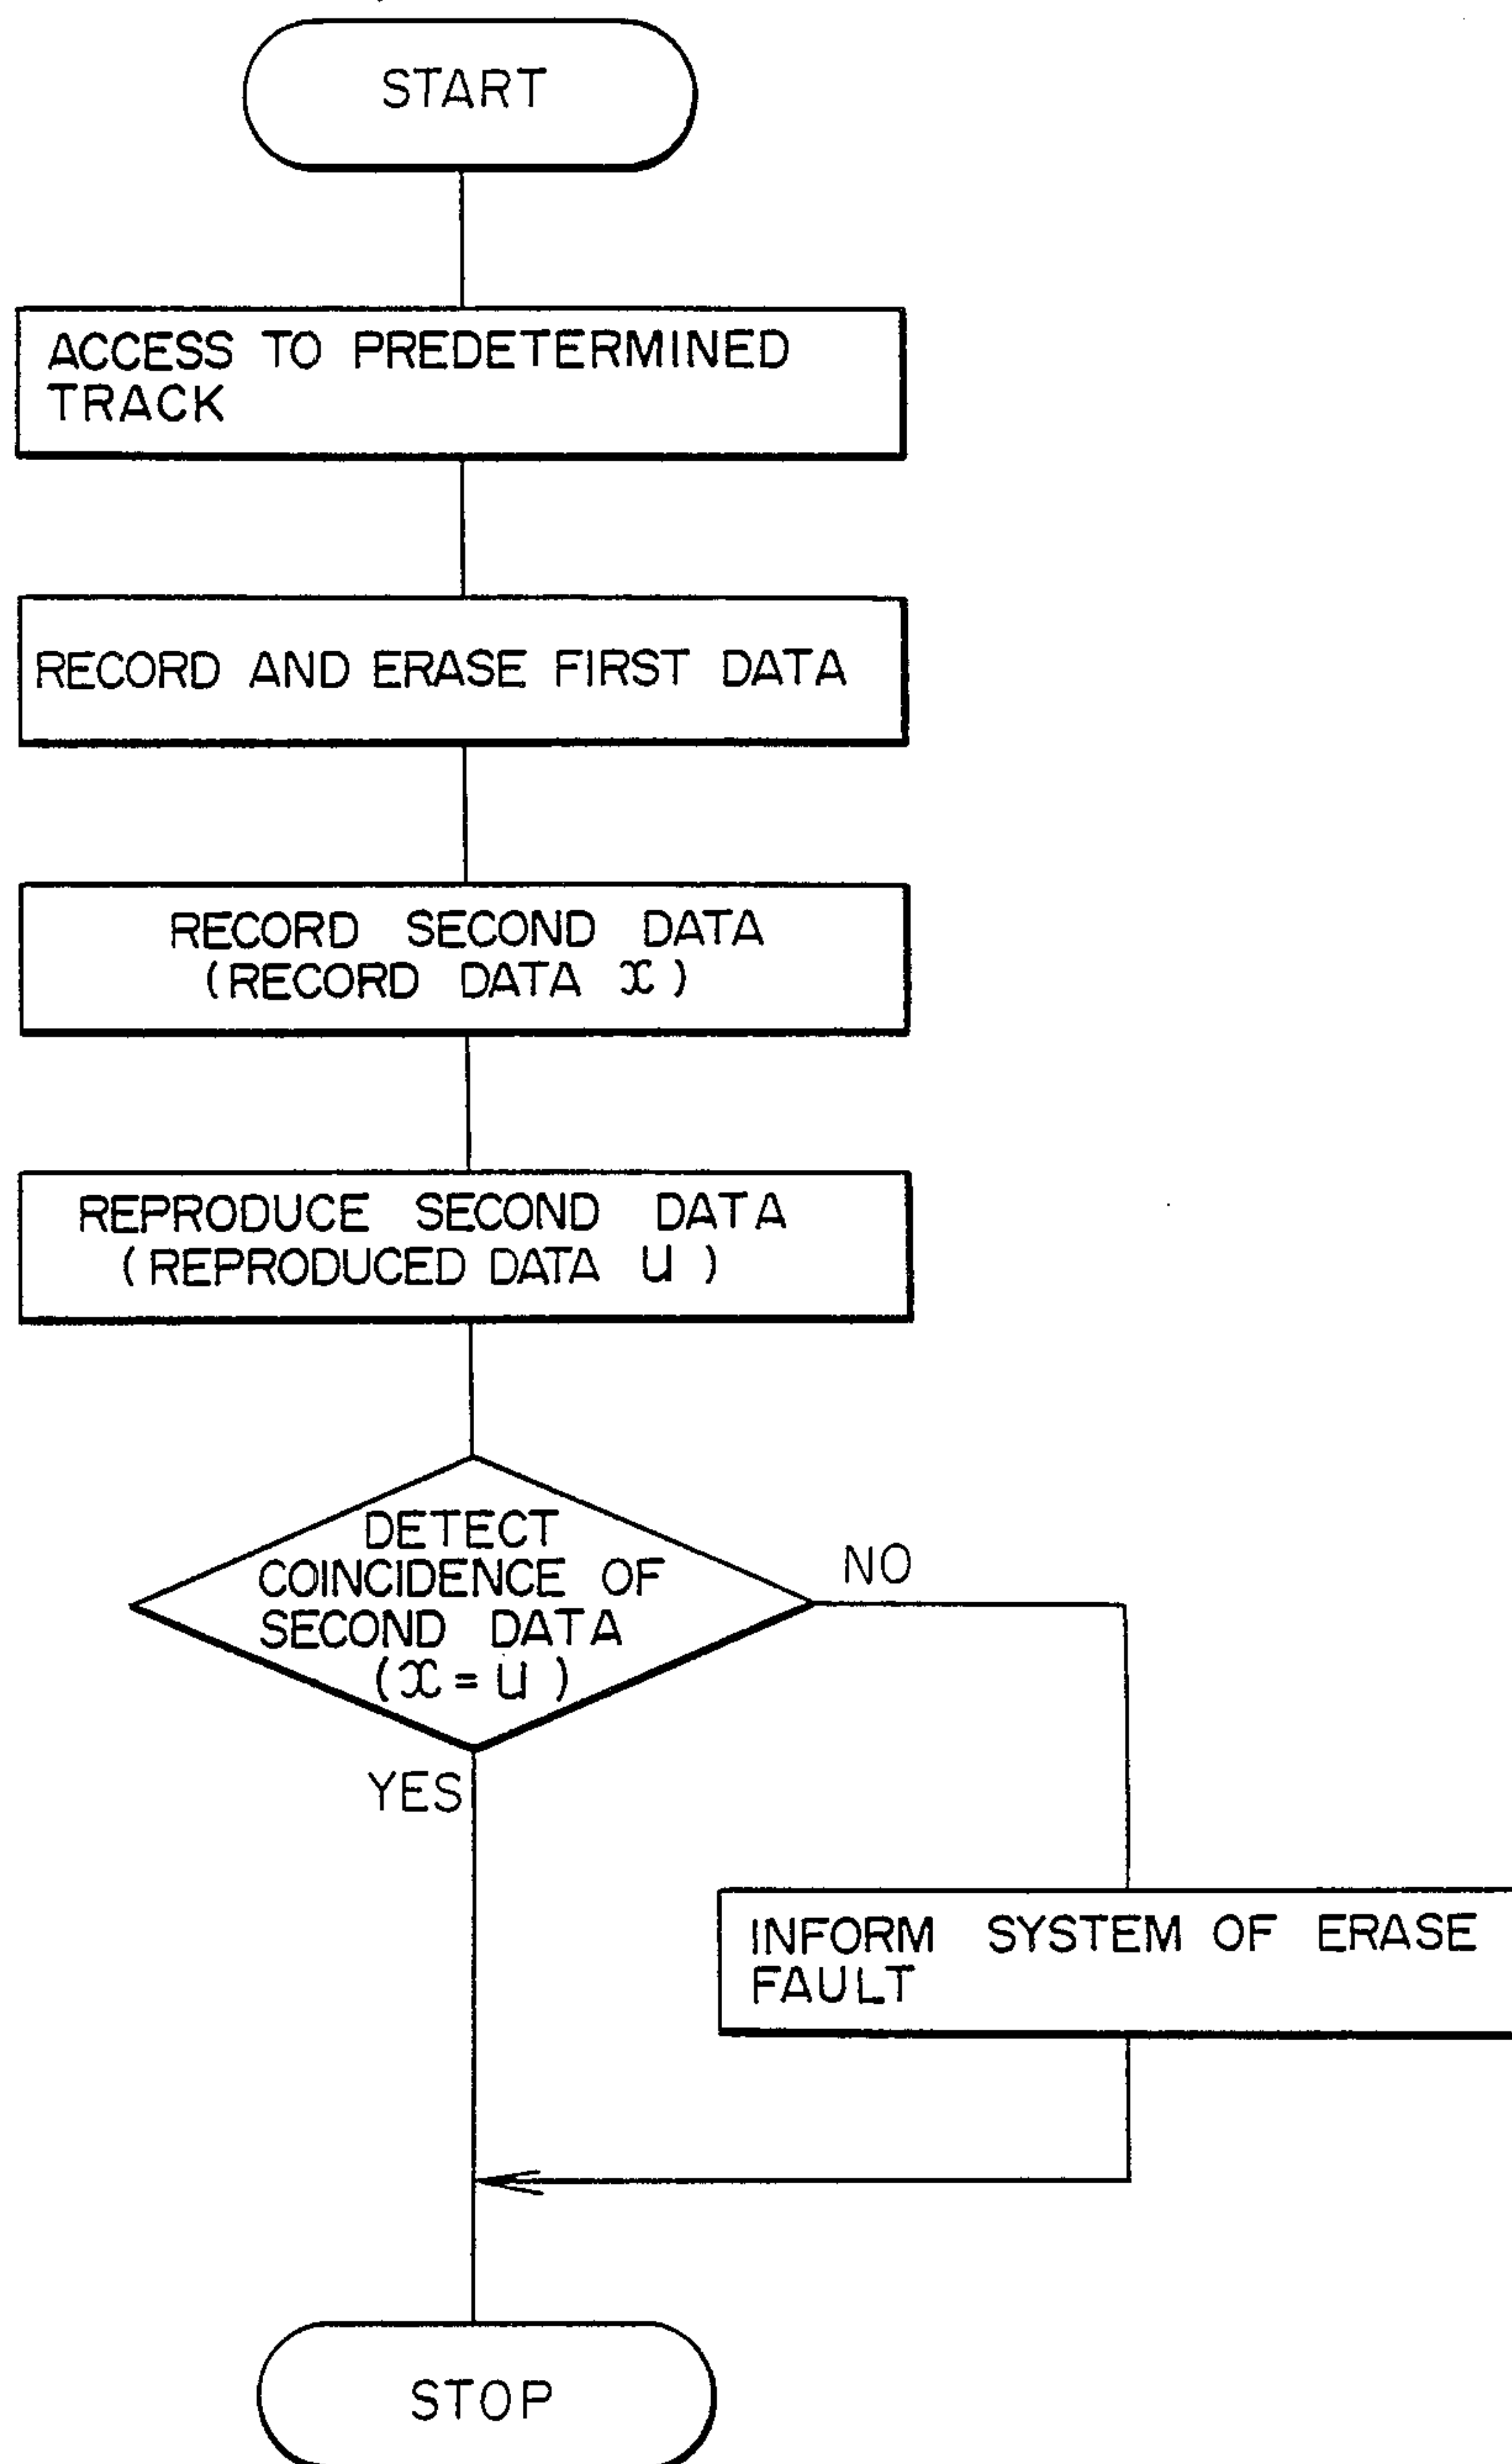 START
ACCESS TO PREDETERMINED
TRACK
RECORD AND ERASE FIRST DATA
RECORD SECOND DATA
(RECORD DATA x)
REPRODUCE SECOND DATA
(REPRODUCED DATA u)
DETECT
COINCIDENCE OF
SECOND DATA
(x=u)
NO
YES
INFORM SYSTEM OF ERASE
FAULT
STOP